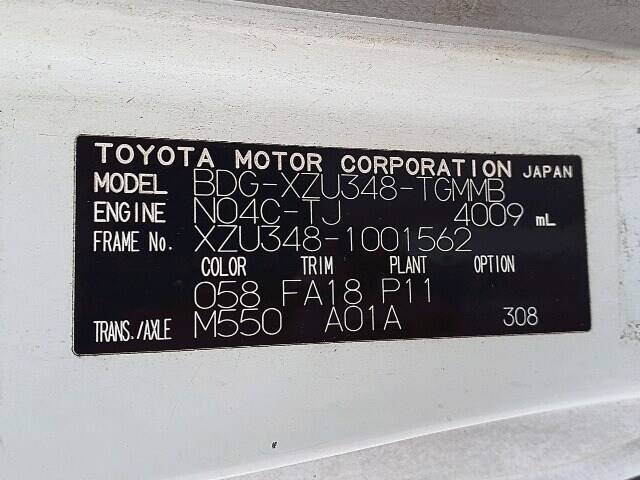 TOYOTA MOTOR CORPORATION JAPAN
MODEL BDG-XZU348-TGMMB
ENGINE N04C-TJ 4009 mL
FRAME No. XZU348-1001562
COLOR TRIM PLANT OPTION
058 FA18 P11
TRANS./AXLE M550 A01A 308